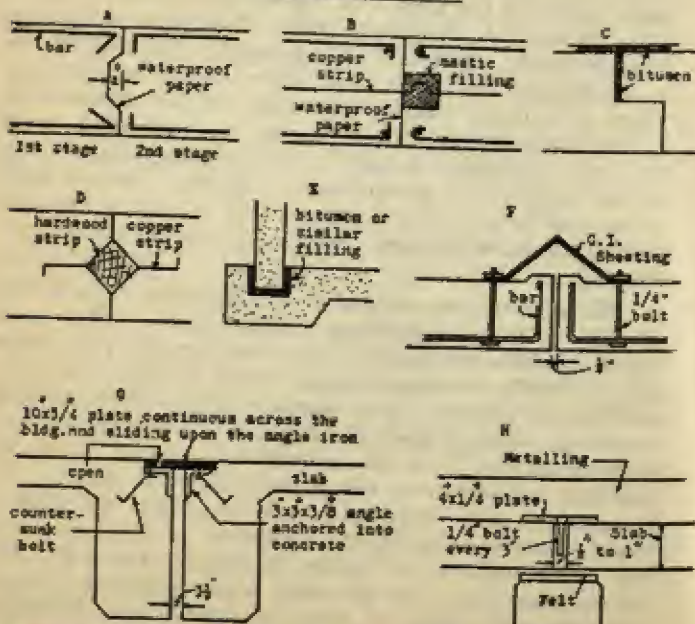 A
bar
waterproof
paper
1st stage 2nd stage
B
copper
strip
mastic
filling
waterproof
paper
C
bitumen
D
hardwood
strip
copper
strip
E
bitumen or
similar
filling
F
G.I.
Sheeting
bar
1/4"
bolt
G
10x3/4 plate continuous across the
bldg.and sliding upon the angle iron
open
slab
counter-
sunk
bolt
3x3x3/8 angle
anchored into
concrete
H
Metalling
4x1/4 plate
1/4" bolt
every 3"
to 1"
Slab
Felt